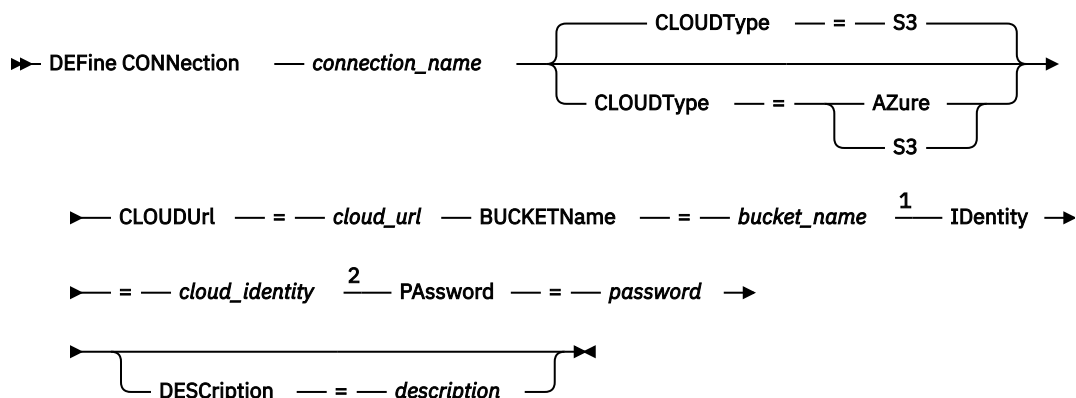 CLOUDType = S3
DEFine CONNection connection_name
CLOUDType = AZure
S3
CLOUDUrl = cloud_url BUCKETName = bucket_name 1 IDentity
= cloud_identity 2 PAssword = password
DESCription = description